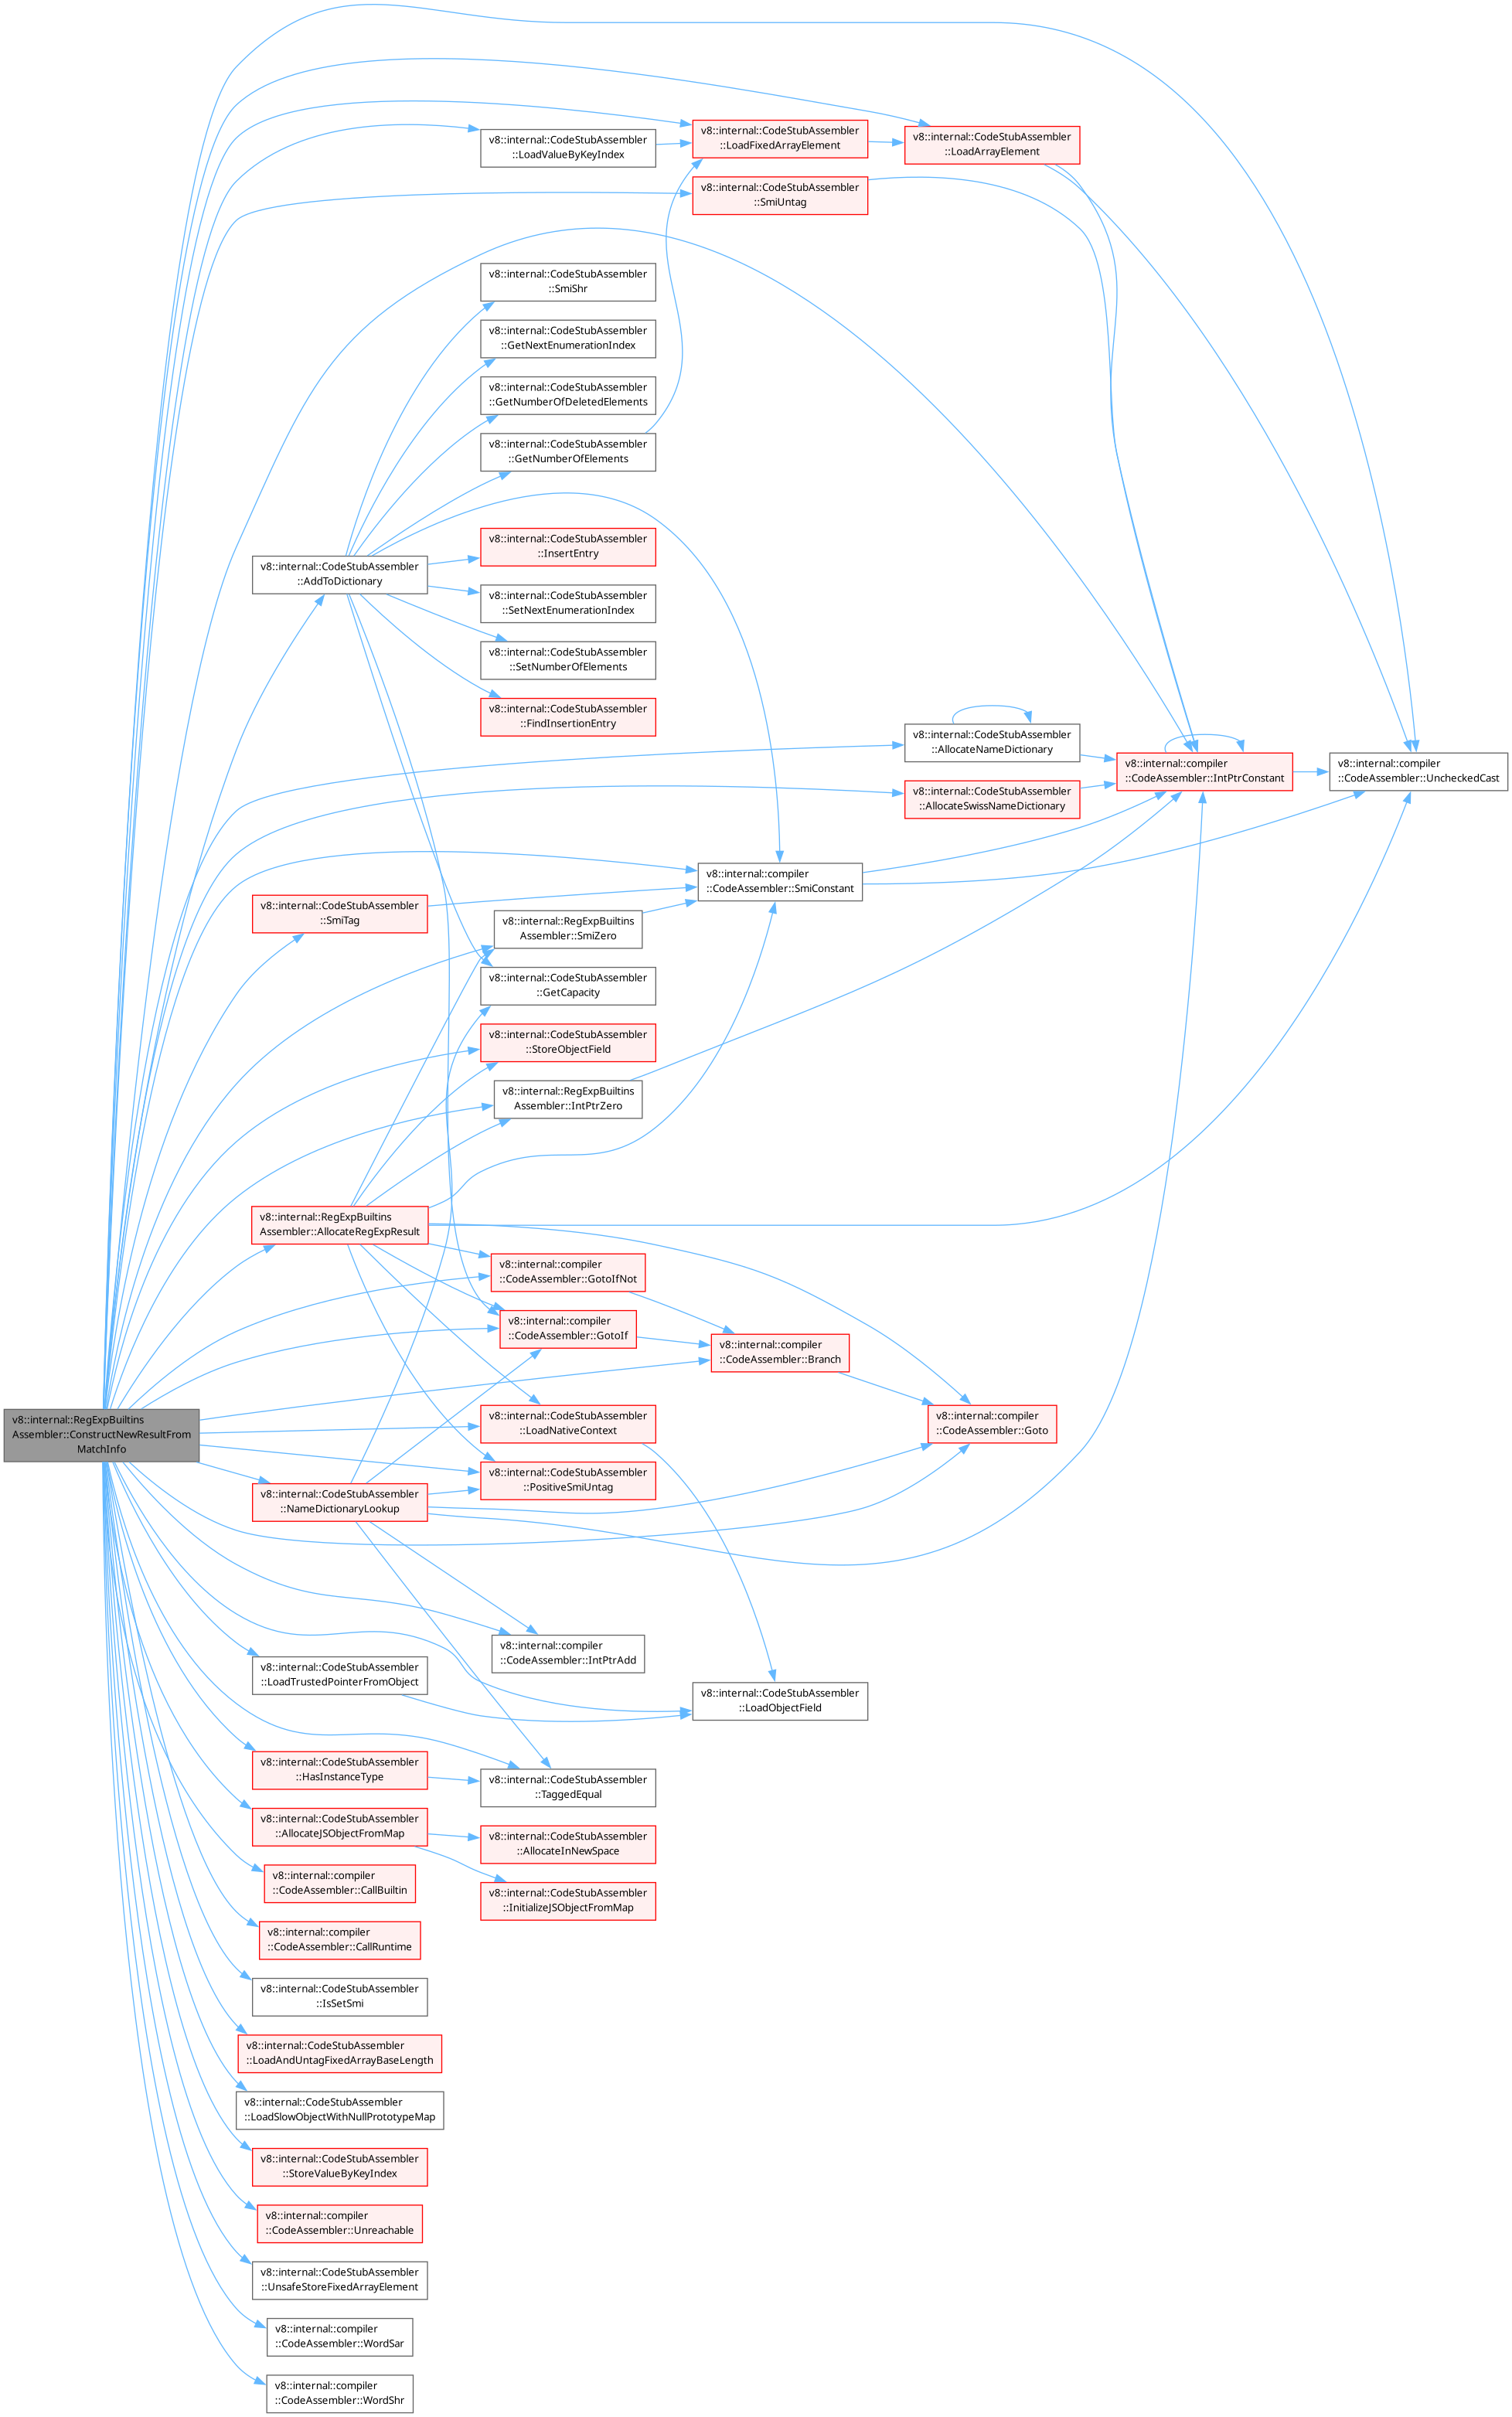 v8::internal::CodeStubAssembler
::LoadValueByKeyIndex
v8::internal::CodeStubAssembler
::LoadFixedArrayElement
v8::internal::CodeStubAssembler
::LoadArrayElement
v8::internal::CodeStubAssembler
::SmiUntag
v8::internal::CodeStubAssembler
::SmiShr
v8::internal::CodeStubAssembler
::GetNextEnumerationIndex
v8::internal::CodeStubAssembler
::GetNumberOfDeletedElements
v8::internal::CodeStubAssembler
::GetNumberOfElements
v8::internal::CodeStubAssembler
::InsertEntry
v8::internal::CodeStubAssembler
::AddToDictionary
v8::internal::CodeStubAssembler
::SetNextEnumerationIndex
v8::internal::CodeStubAssembler
::SetNumberOfElements
v8::internal::CodeStubAssembler
::FindInsertionEntry
v8::internal::CodeStubAssembler
::AllocateNameDictionary
v8::internal::compiler
::CodeAssembler::IntPtrConstant
v8::internal::compiler
::CodeAssembler::UncheckedCast
v8::internal::CodeStubAssembler
::AllocateSwissNameDictionary
v8::internal::compiler
::CodeAssembler::SmiConstant
v8::internal::CodeStubAssembler
::SmiTag
v8::internal::RegExpBuiltins
Assembler::SmiZero
v8::internal::CodeStubAssembler
::GetCapacity
v8::internal::CodeStubAssembler
::StoreObjectField
v8::internal::RegExpBuiltins
Assembler::IntPtrZero
v8::internal::RegExpBuiltins
Assembler::AllocateRegExpResult
v8::internal::compiler
::CodeAssembler::GotoIfNot
v8::internal::compiler
::CodeAssembler::GotoIf
v8::internal::compiler
::CodeAssembler::Branch
v8::internal::RegExpBuiltins
Assembler::ConstructNewResultFrom
MatchInfo
v8::internal::CodeStubAssembler
::LoadNativeContext
v8::internal::compiler
::CodeAssembler::Goto
v8::internal::CodeStubAssembler
::PositiveSmiUntag
v8::internal::CodeStubAssembler
::NameDictionaryLookup
v8::internal::compiler
::CodeAssembler::IntPtrAdd
v8::internal::CodeStubAssembler
::LoadTrustedPointerFromObject
v8::internal::CodeStubAssembler
::LoadObjectField
v8::internal::CodeStubAssembler
::HasInstanceType
v8::internal::CodeStubAssembler
::TaggedEqual
v8::internal::CodeStubAssembler
::AllocateJSObjectFromMap
v8::internal::CodeStubAssembler
::AllocateInNewSpace
v8::internal::compiler
::CodeAssembler::CallBuiltin
v8::internal::CodeStubAssembler
::InitializeJSObjectFromMap
v8::internal::compiler
::CodeAssembler::CallRuntime
v8::internal::CodeStubAssembler
::IsSetSmi
v8::internal::CodeStubAssembler
::LoadAndUntagFixedArrayBaseLength
v8::internal::CodeStubAssembler
::LoadSlowObjectWithNullPrototypeMap
v8::internal::CodeStubAssembler
::StoreValueByKeyIndex
v8::internal::compiler
::CodeAssembler::Unreachable
v8::internal::CodeStubAssembler
::UnsafeStoreFixedArrayElement
v8::internal::compiler
::CodeAssembler::WordSar
v8::internal::compiler
::CodeAssembler::WordShr